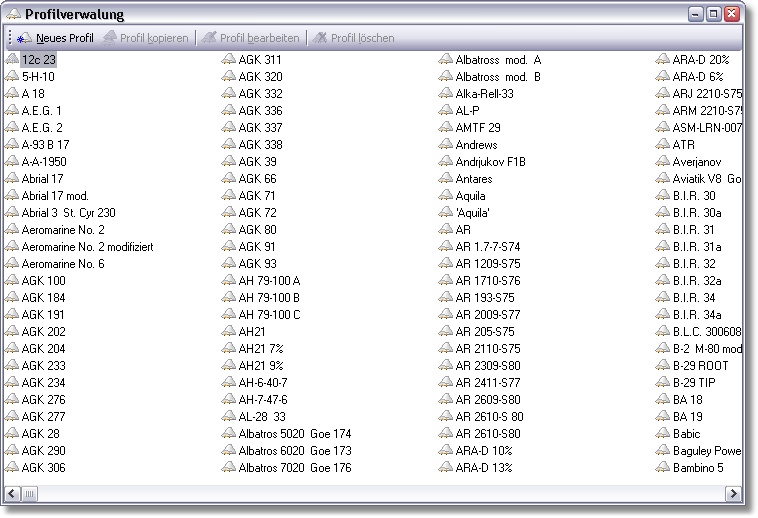 Profilverwalung
Neues Profil
Profil kopieren
Profil bearbeiten
Profil löschen
12c 23
5-H-10
A 18
A.E.G. 1
A.E.G. 2
A-93 B 17
A-A-1950
Abrial 17
Abrial 17 mod.
Abrial 3 St. Cyr 230
Aeromarine No. 2
Aeromarine No. 2 modifiziert
Aeromarine No. 6
AGK 100
AGK 184
AGK 191
AGK 202
AGK 204
AGK 233
AGK 234
AGK 276
AGK 277
AGK 28
AGK 290
AGK 306
AGK 311
AGK 320
AGK 332
AGK 336
AGK 337
AGK 338
AGK 39
AGK 66
AGK 71
AGK 72
AGK 80
AGK 91
AGK 93
AH 79-100 A
AH 79-100 B
AH 79-100 C
AH21
AH21 7%
AH21 9%
AH-6-40-7
AH-7-47-6
AL-28 33
Albatros 5020 Goe 174
Albatros 6020 Goe 173
Albatros 7020 Goe 176
Albatross mod. A
Albatross mod. B
Alka-Rell-33
AL-P
AMTF 29
Andrews
Andrjukov F1B
Antares
Aquila
'Aquila'
AR
AR 1.7-7-S74
AR 1209-S75
AR 1710-S76
AR 193-S75
AR 2009-S77
AR 205-S75
AR 2110-S75
AR 2309-S80
AR 2411-S77
AR 2609-S80
AR 2610-S 80
AR 2610-S80
ARA-D 10%
ARA-D 13%
ARA-D 20%
ARA-D 6%
ARJ 2210-S75
ARM 2210-S75
ASM-LRN-007
ATR
Averjanov
Aviatik V8 Go
B.I.R. 30
B.I.R. 30a
B.I.R. 31
B.I.R. 31a
B.I.R. 32
B.I.R. 32a
B.I.R. 34
B.I.R. 34a
B.L.C. 300608
B-2 M-80 mod
B-29 ROOT
B-29 TIP
BA 18
BA 19
Babic
Baguley Powe
Bambino 5